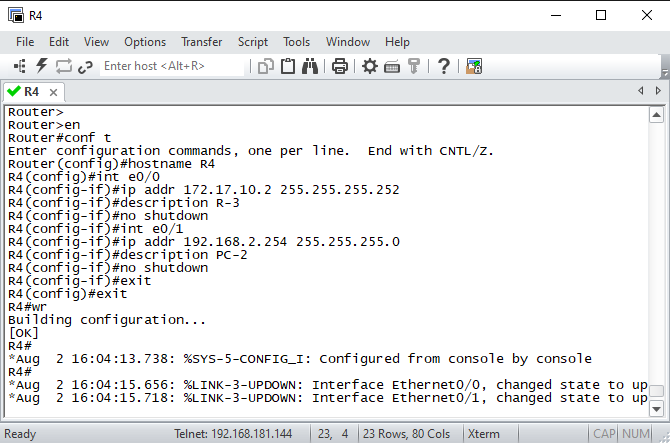 R4
File Edit View Options Transfer Script Tools Window Help
Enter host <Alt+R>
R4
Router>
Router>en
Router#conf t
Enter configuration commands, one per line.  End with CNTL/Z.
Router(config)#hostname R4
R4(config)#int e0/0
R4(config-if)#ip addr 172.17.10.2 255.255.255.252
R4(config-if)#description R-3
R4(config-if)#no shutdown
R4(config-if)#int e0/1
R4(config-if)#ip addr 192.168.2.254 255.255.255.0
R4(config-if)#description PC-2
R4(config-if)#no shutdown
R4(config-if)#exit
R4(config)#exit
R4#wr
Building configuration...
[OK]
R4#
*Aug  2 16:04:13.738: %SYS-5-CONFIG_I: Configured from console by console
R4#
*Aug  2 16:04:15.656: %LINK-3-UPDOWN: Interface Ethernet0/0, changed state to up
*Aug  2 16:04:15.718: %LINK-3-UPDOWN: Interface Ethernet0/1, changed state to up
Ready Telnet: 192.168.181.144 23, 4 23 Rows, 80 Cols Xterm CAP NUM